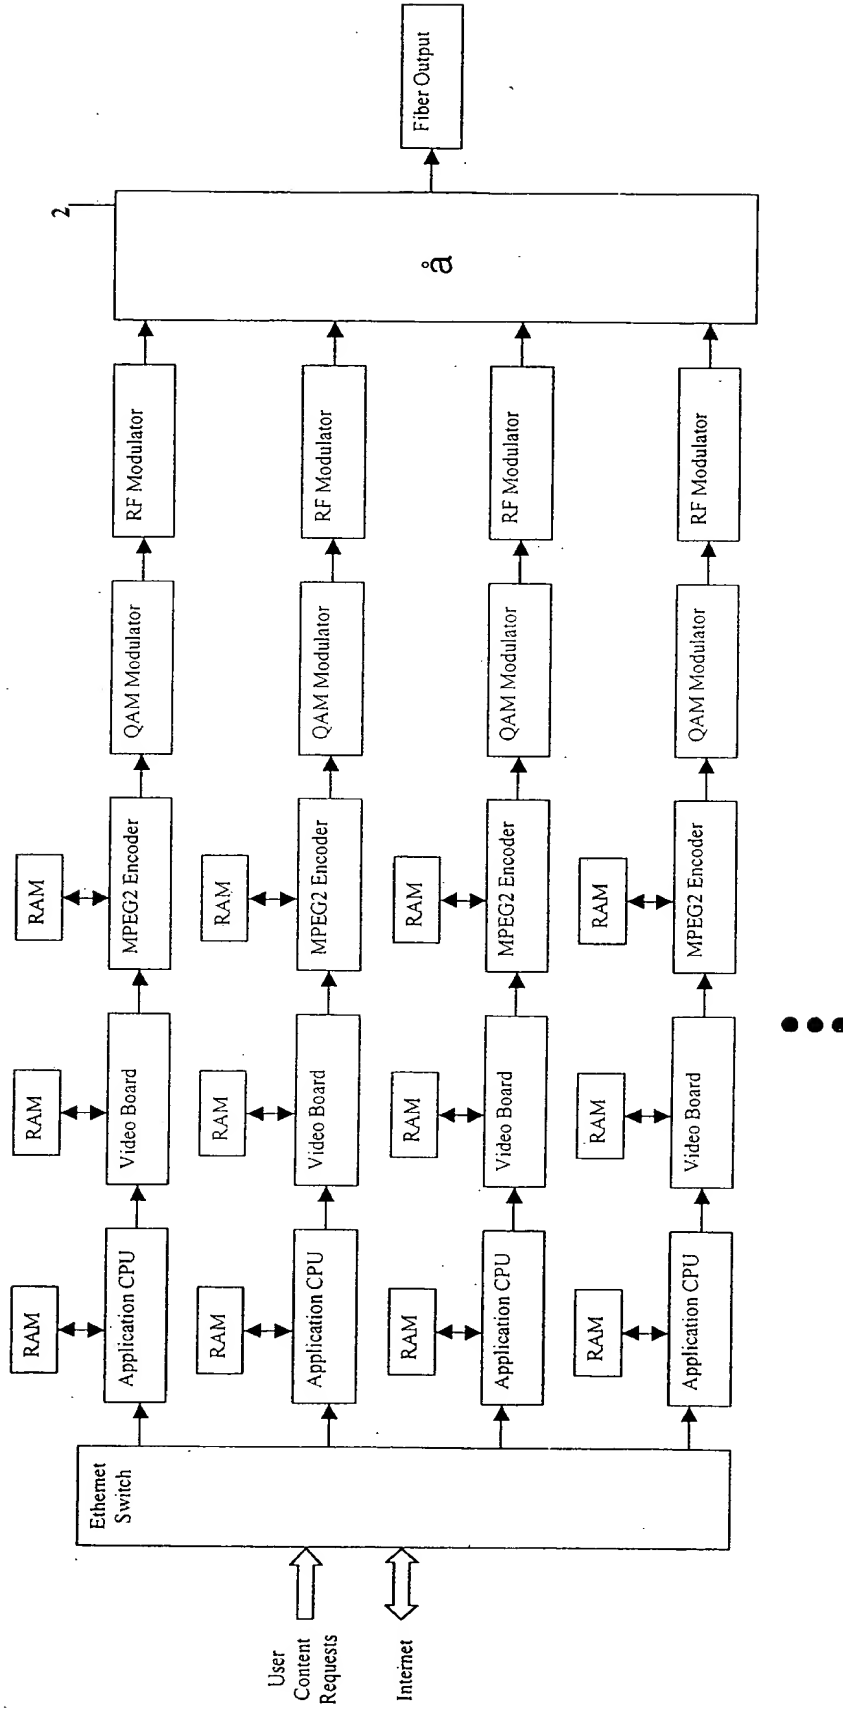 User
Content
Requests
Internet
Ethernet
Switch
RAM
RAM
RAM
Application CPU
Video Board
MPEG2 Encoder
QAM Modulator
RF Modulator
RAM
RAM
RAM
Application CPU
Video Board
MPEG2 Encoder
QAM Modulator
RF Modulator
RAM
RAM
RAM
Application CPU
Video Board
MPEG2 Encoder
QAM Modulator
RF Modulator
RAM
RAM
RAM
Application CPU
Video Board
MPEG2 Encoder
QAM Modulator
RF Modulator
2
å
Fiber Output